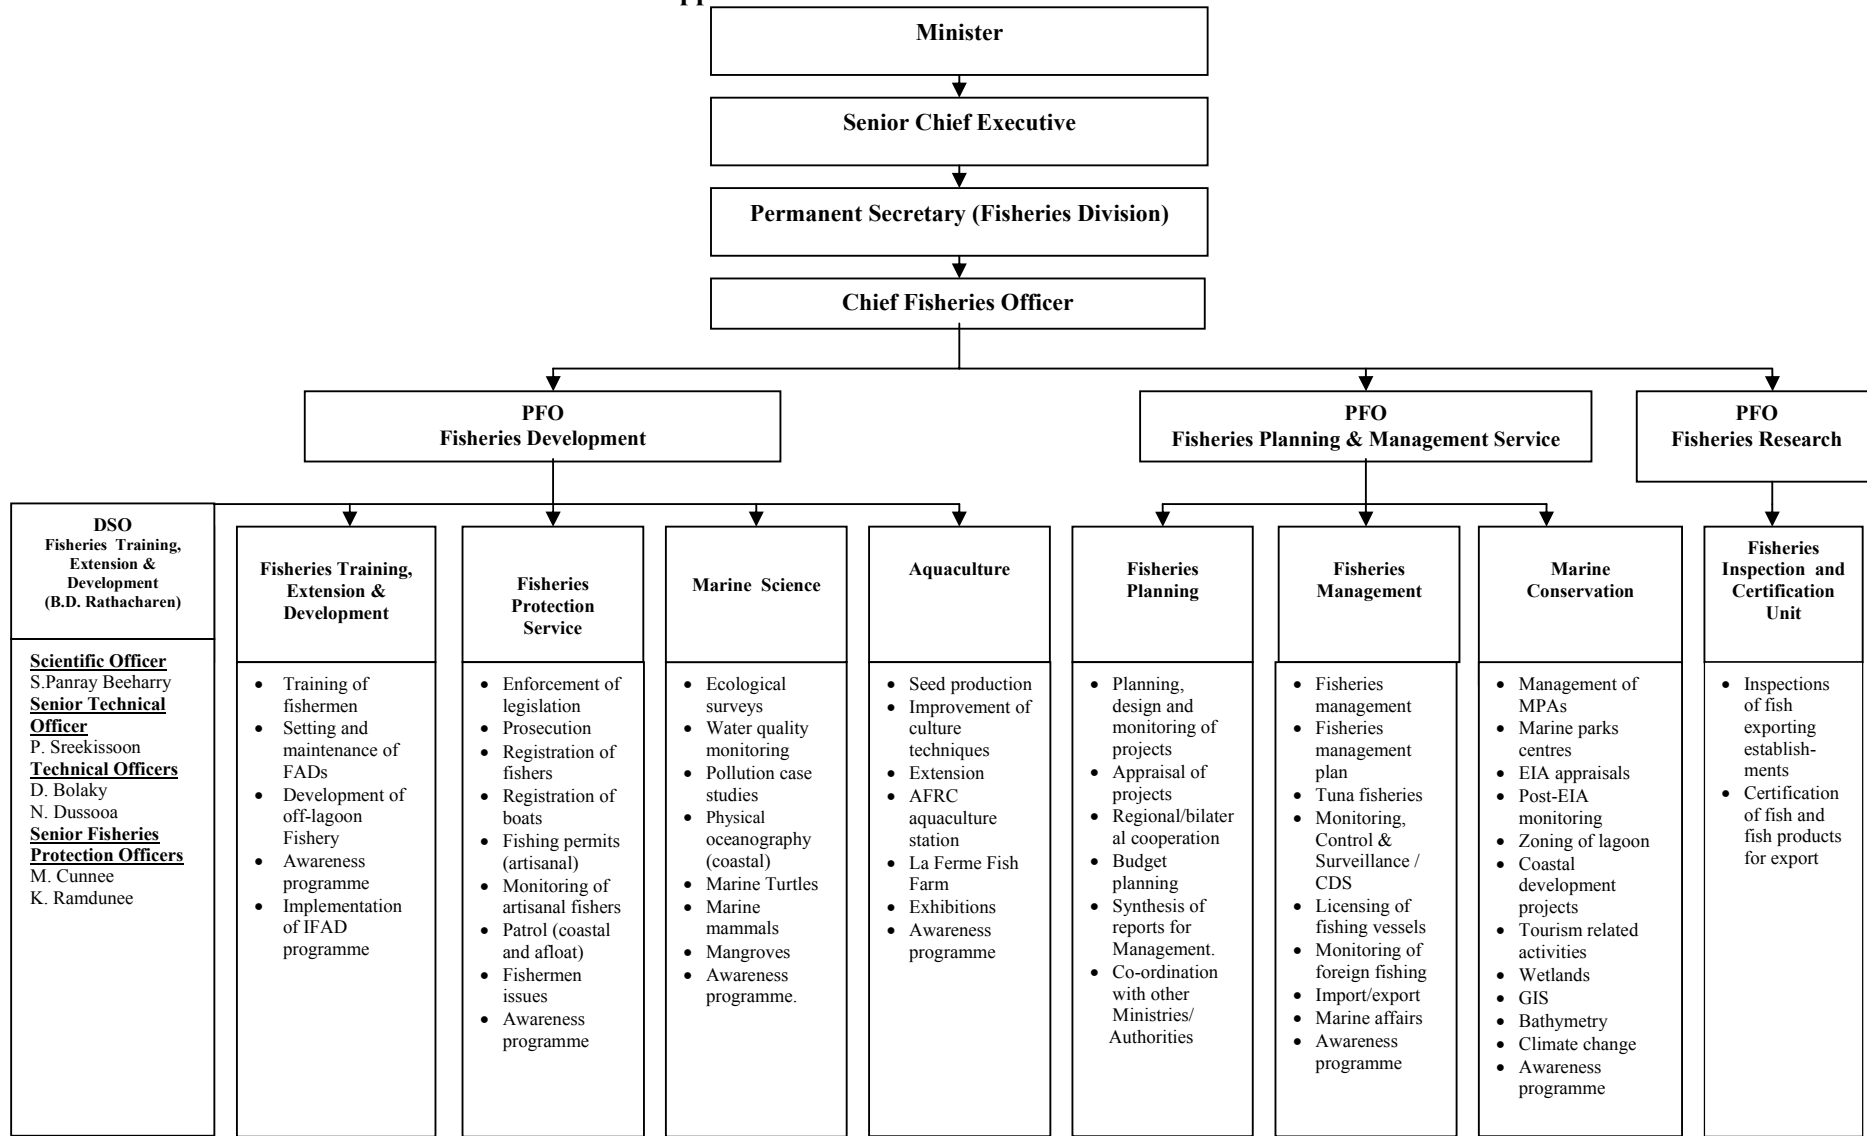 Minister
Senior Chief Executive
Permanent Secretary (Fisheries Division)
Chief Fisheries Officer
PFO
Fisheries Development
PFO
Fisheries Planning & Management Service
PFO
Fisheries Research
DSO
Fisheries Training,
Extension &
Development
(B.D. Rathacharen)
Scientific Officer
S.Panray Beeharry
Senior Technical
Officer
P. Sreekissoon
Technical Officers
D. Bolaky
N. Dussooa
Senior Fisheries
Protection Officers
M. Cunnee
K. Ramdunee
Fisheries Training,
Extension &
Development
• Training of
fishermen
• Setting and
maintenance of
FADs
• Development of
off-lagoon
Fishery
• Awareness
programme
• Implementation
of IFAD
programme
Fisheries
Protection
Service
• Enforcement of
legislation
• Prosecution
• Registration of
fishers
• Registration of
boats
• Fishing permits
(artisanal)
• Monitoring of
artisanal fishers
• Patrol (coastal
and afloat)
• Fishermen
issues
• Awareness
programme
Marine Science
• Ecological
surveys
• Water quality
monitoring
• Pollution case
studies
• Physical
oceanography
(coastal)
• Marine Turtles
• Marine
mammals
• Mangroves
• Awareness
programme.
Aquaculture
• Seed production
• Improvement of
culture
techniques
• Extension
• AFRC
aquaculture
station
• La Ferme Fish
Farm
• Exhibitions
• Awareness
programme
Fisheries
Planning
• Planning,
design and
monitoring of
projects
• Appraisal of
projects
• Regional/bilater
al cooperation
• Budget
planning
• Synthesis of
reports for
Management.
• Co-ordination
with other
Ministries/
Authorities
Fisheries
Management
• Fisheries
management
• Fisheries
management
plan
• Tuna fisheries
• Monitoring,
Control &
Surveillance /
CDS
• Licensing of
fishing vessels
• Monitoring of
foreign fishing
• Import/export
• Marine affairs
• Awareness
programme
Marine
Conservation
• Management of
MPAs
• Marine parks
centres
• EIA appraisals
• Post-EIA
monitoring
• Zoning of lagoon
• Coastal
development
projects
• Tourism related
activities
• Wetlands
• GIS
• Bathymetry
• Climate change
• Awareness
programme
Fisheries
Inspection and
Certification
Unit
• Inspections
of fish
exporting
establish-
ments
• Certification
of fish and
fish products
for export